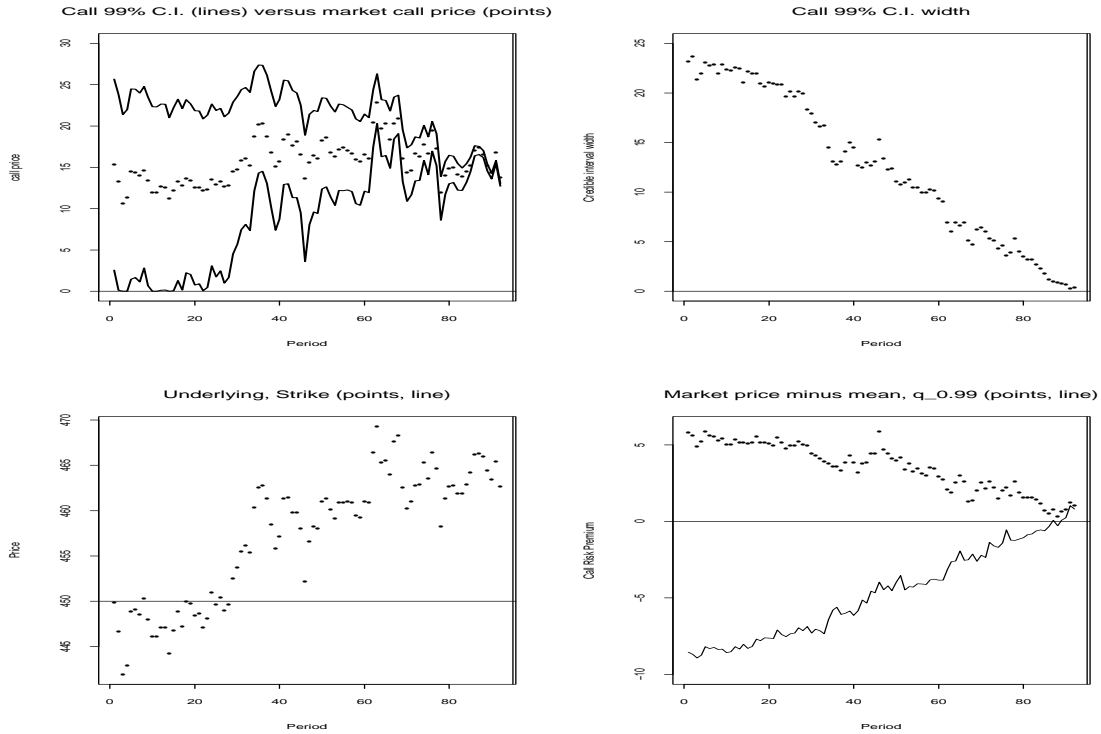 Call 99% C.I. (lines) versus market call price (points)
call price
30
25
20
15
10
5
0
0 20 40 60 80
Period
Call 99% C.I. width
Credible interval width
25
20
15
10
5
0
0 20 40 60 80
Period
Underlying, Strike (points, line)
Price
470
465
460
455
450
445
0 20 40 60 80
Period
Market price minus mean, q_0.99 (points, line)
Call Risk Premium
5
0
-5
-10
0 20 40 60 80
Period